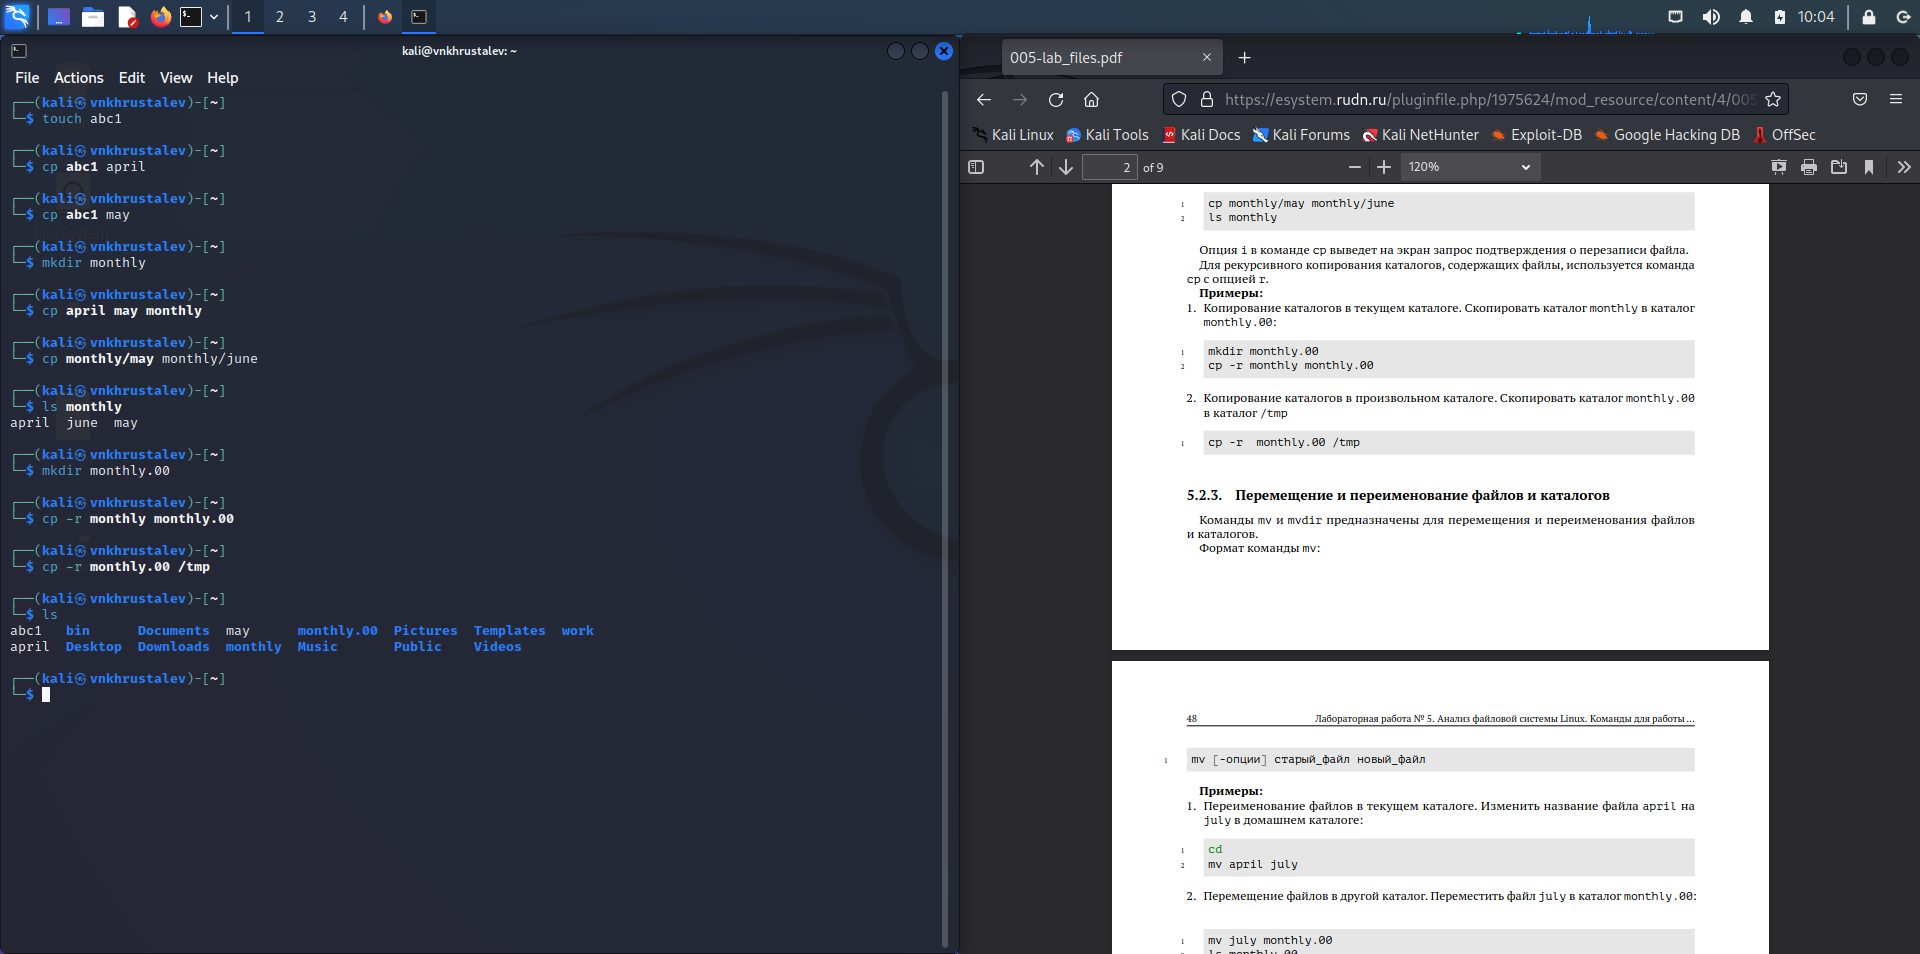 1 2 3 4 10:04
kali@vnkhrustalev: ~
File Actions Edit View Help
┌──(kali㉿vnkhrustalev)-[~]
└─$ touch abc1
┌──(kali㉿vnkhrustalev)-[~]
└─$ cp abc1 april
┌──(kali㉿vnkhrustalev)-[~]
└─$ cp abc1 may
┌──(kali㉿vnkhrustalev)-[~]
└─$ mkdir monthly
┌──(kali㉿vnkhrustalev)-[~]
└─$ cp april may monthly
┌──(kali㉿vnkhrustalev)-[~]
└─$ cp monthly/may monthly/june
┌──(kali㉿vnkhrustalev)-[~]
└─$ ls monthly
april june may
┌──(kali㉿vnkhrustalev)-[~]
└─$ mkdir monthly.00
┌──(kali㉿vnkhrustalev)-[~]
└─$ cp -r monthly monthly.00
┌──(kali㉿vnkhrustalev)-[~]
└─$ cp -r monthly.00 /tmp
┌──(kali㉿vnkhrustalev)-[~]
└─$ ls
abc1 bin Documents may monthly.00 Pictures Templates work
april Desktop Downloads monthly Music Public Videos
┌──(kali㉿vnkhrustalev)-[~]
└─$
005-lab_files.pdf
https://esystem.rudn.ru/pluginfile.php/1975624/mod_resource/content/4/005
Kali Linux Kali Tools Kali Docs Kali Forums Kali NetHunter Exploit-DB Google Hacking DB OffSec
2 of 9 120%
1 cp monthly/may monthly/june
2 ls monthly
Опция i в команде cp выведет на экран запрос подтверждения о перезаписи файла.
Для рекурсивного копирования каталогов, содержащих файлы, используется команда
cp с опцией r.
Примеры:
1. Копирование каталогов в текущем каталоге. Скопировать каталог monthly в каталог
monthly.00:
1 mkdir monthly.00
2 cp -r monthly monthly.00
2. Копирование каталогов в произвольном каталоге. Скопировать каталог monthly.00
в каталог /tmp
1 cp -r monthly.00 /tmp
5.2.3. Перемещение и переименование файлов и каталогов
Команды mv и mvdir предназначены для перемещения и переименования файлов
и каталогов.
Формат команды mv:
48 Лабораторная работа № 5. Анализ файловой системы Linux. Команды для работы ...
1 mv [-опции] старый_файл новый_файл
Примеры:
1. Переименование файлов в текущем каталоге. Изменить название файла april на
july в домашнем каталоге:
1 cd
2 mv april july
2. Перемещение файлов в другой каталог. Переместить файл july в каталог monthly.00:
1 mv july monthly.00
ls monthly.00